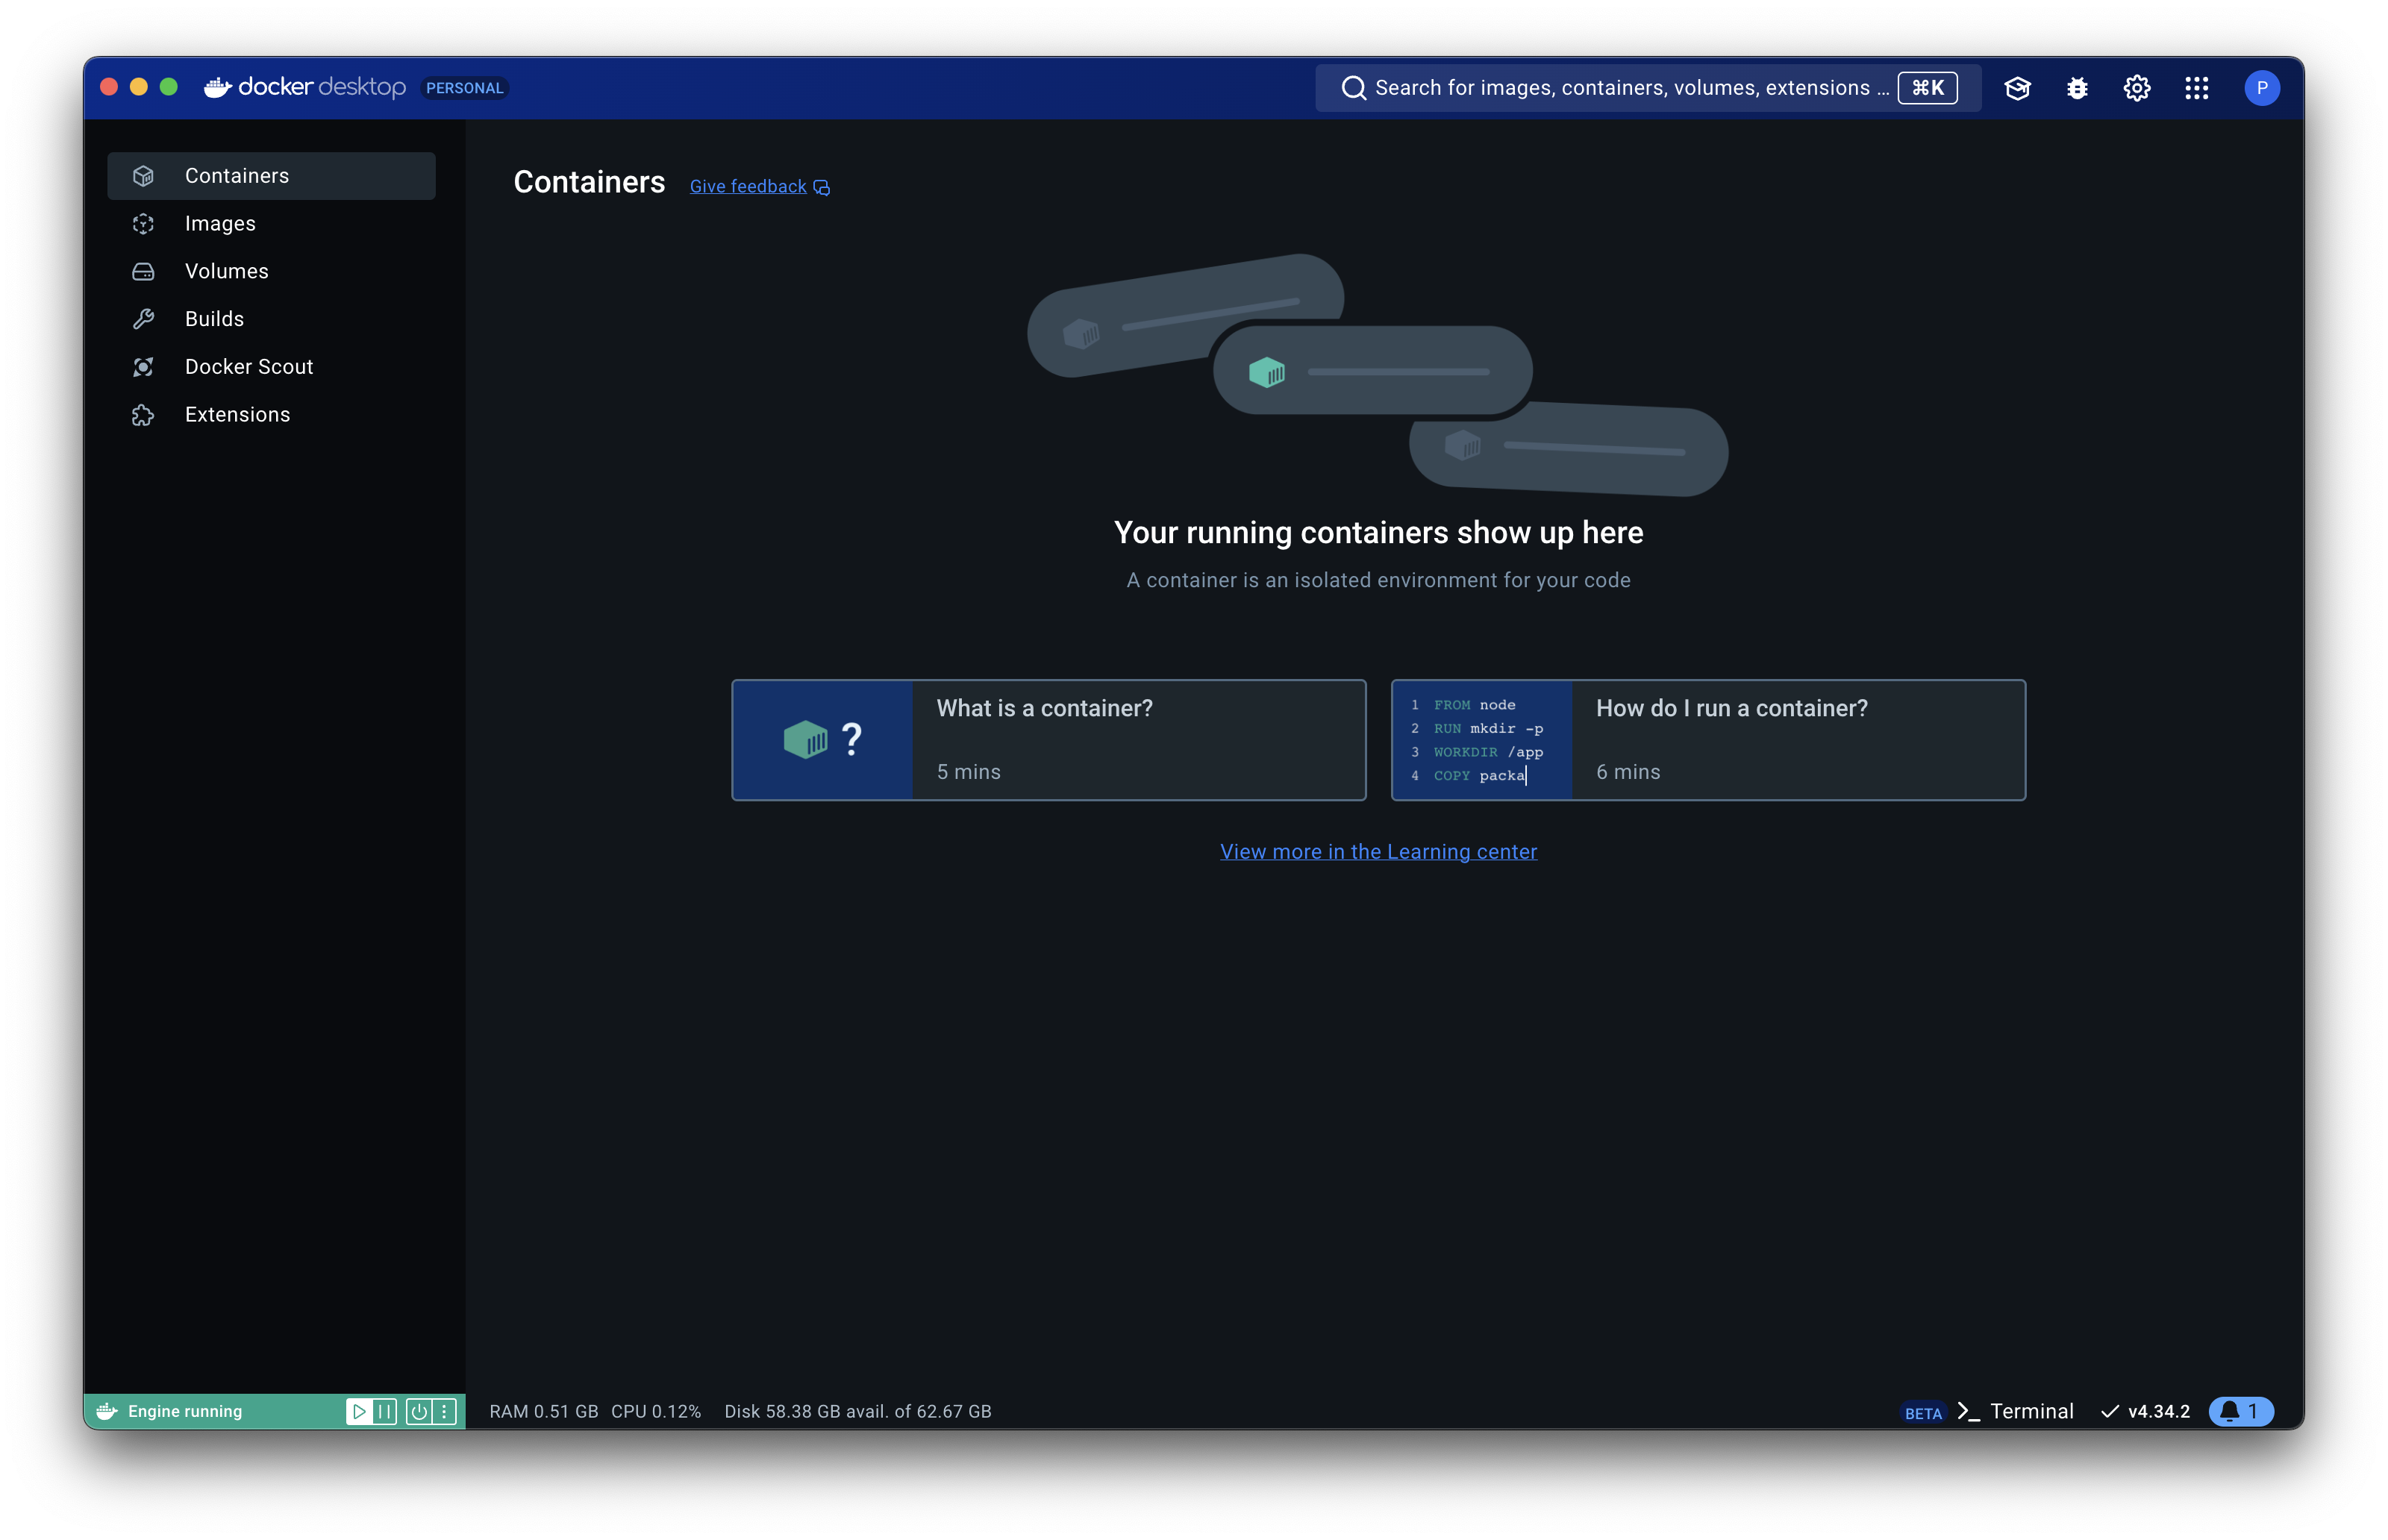 docker desktop PERSONAL
Search for images, containers, volumes, extensions ... ⌘K
P
Containers
Images
Volumes
Builds
Docker Scout
Extensions
Containers Give feedback
Your running containers show up here
A container is an isolated environment for your code
?
What is a container?
5 mins
1 FROM node
2 RUN mkdir -p
3 WORKDIR /app
4 COPY packa
How do I run a container?
6 mins
View more in the Learning center
Engine running
RAM 0.51 GB CPU 0.12% Disk 58.38 GB avail. of 62.67 GB
BETA >_ Terminal v4.34.2 1